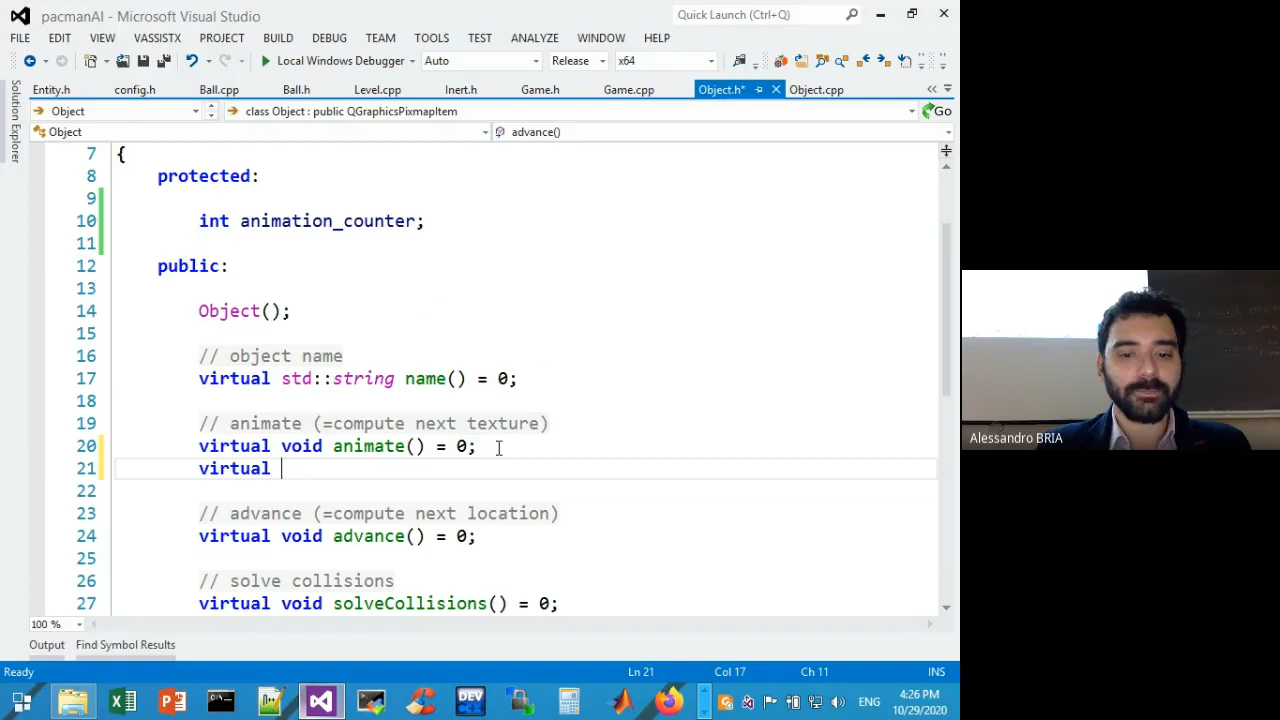 pacmanAI - Microsoft Visual Studio
Quick Launch (Ctrl+Q)
FILE EDIT VIEW VASSISTX PROJECT BUILD DEBUG TEAM TOOLS TEST ANALYZE WINDOW HELP
Local Windows Debugger Auto Release x64
Solution Explorer
Entity.h config.h Ball.cpp Ball.h Level.cpp Inert.h Game.h Game.cpp Object.h* Object.cpp
Object class Object : public QGraphicsPixmapItem Go
Object advance()
7 {
8 protected:
9
10 int animation_counter;
11
12 public:
13
14 Object();
15
16 // object name
17 virtual std::string name() = 0;
18
19 // animate (=compute next texture)
20 virtual void animate() = 0;
21 virtual
22
23 // advance (=compute next location)
24 virtual void advance() = 0;
25
26 // solve collisions
27 virtual void solveCollisions() = 0;
100 %
Output Find Symbol Results
Ready Ln 21 Col 17 Ch 11 INS
DEV
ENG
4:26 PM
10/29/2020
Alessandro BRIA